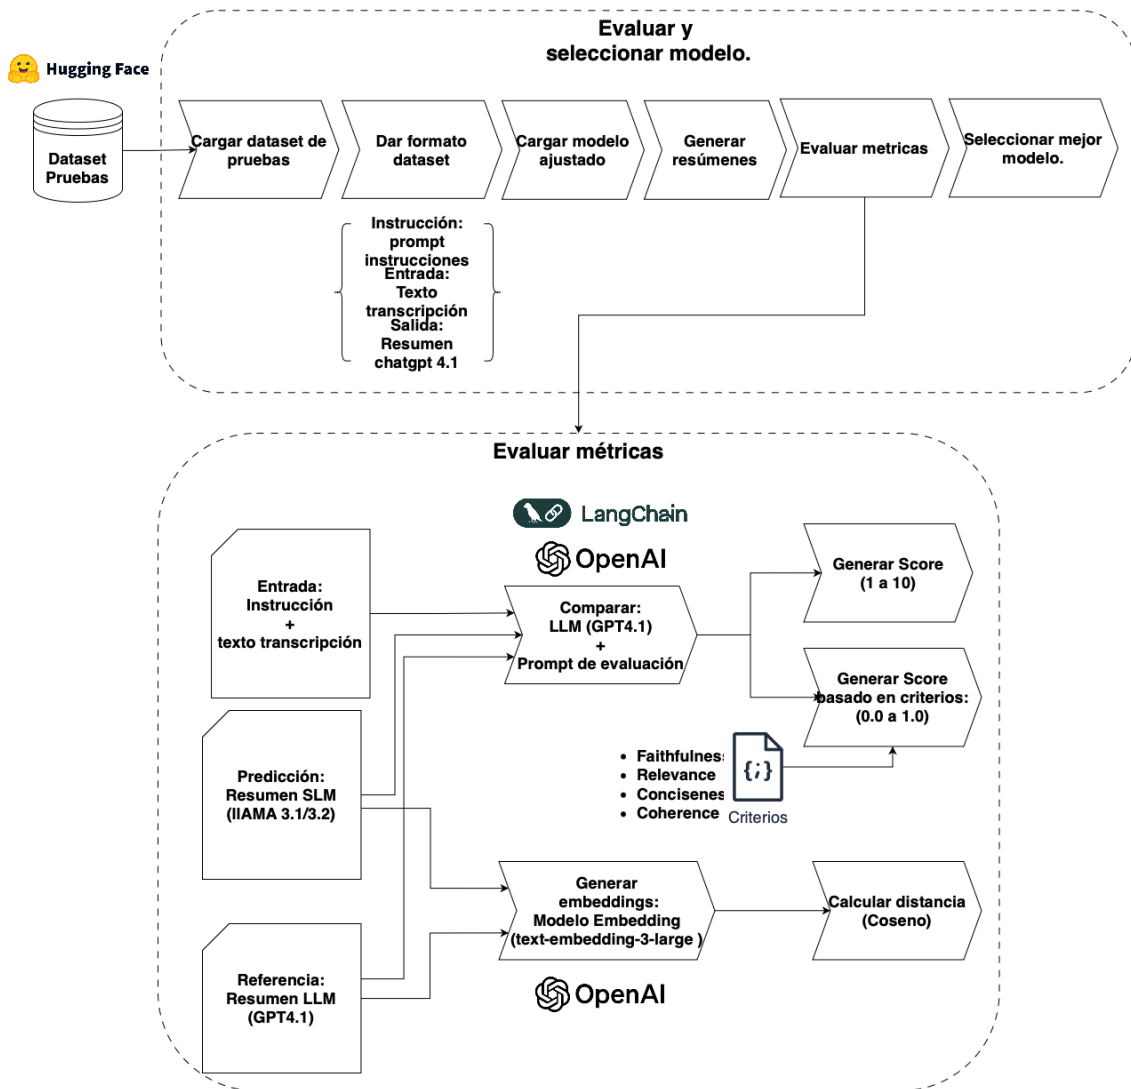 Evaluar y
seleccionar modelo.
Hugging Face
Dataset
Pruebas
Cargar dataset de
pruebas
Dar formato
dataset
Cargar modelo
ajustado
Generar
resúmenes
Evaluar metricas
Seleccionar mejor
modelo.
Instrucción:
prompt
instrucciones
Entrada:
Texto
transcripción
Salida:
Resumen
chatgpt 4.1
Evaluar métricas
LangChain
OpenAI
Entrada:
Instrucción
+
texto transcripción
Comparar:
LLM (GPT4.1)
+
Prompt de evaluación
Generar Score
(1 a 10)
Generar Score
basado en criterios:
(0.0 a 1.0)
• Faithfulness
• Relevance
• Concisenes
• Coherence
{;}
Criterios
Predicción:
Resumen SLM
(llAMA 3.1/3.2)
Generar
embeddings:
Modelo Embedding
(text-embedding-3-large )
Calcular distancia
(Coseno)
OpenAI
Referencia:
Resumen LLM
(GPT4.1)